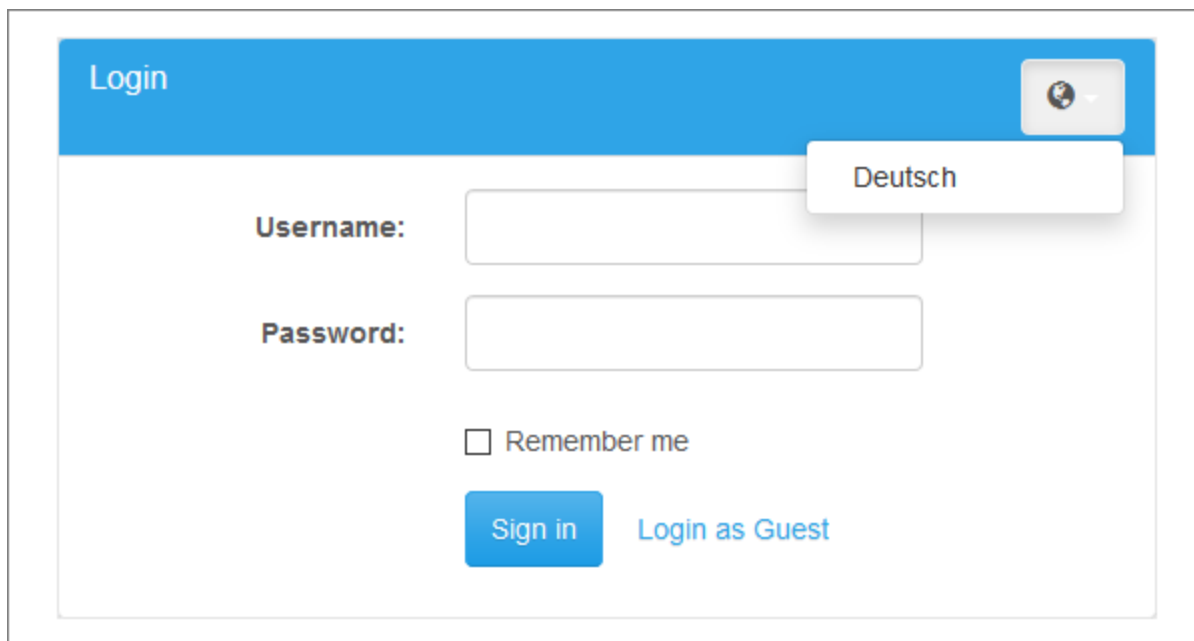 Login
Deutsch
Username:
Password:
Remember me
Sign in
Login as Guest